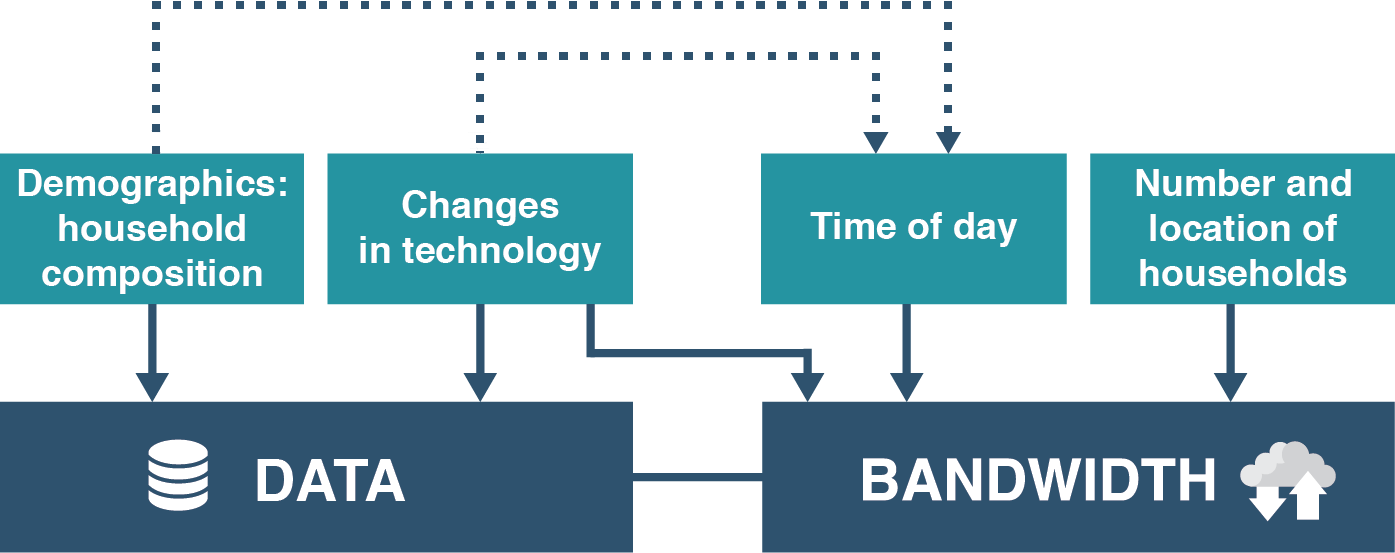 Demographics:
household
composition
Changes
in technology
Time of day
Number and
location of
households
DATA
BANDWIDTH